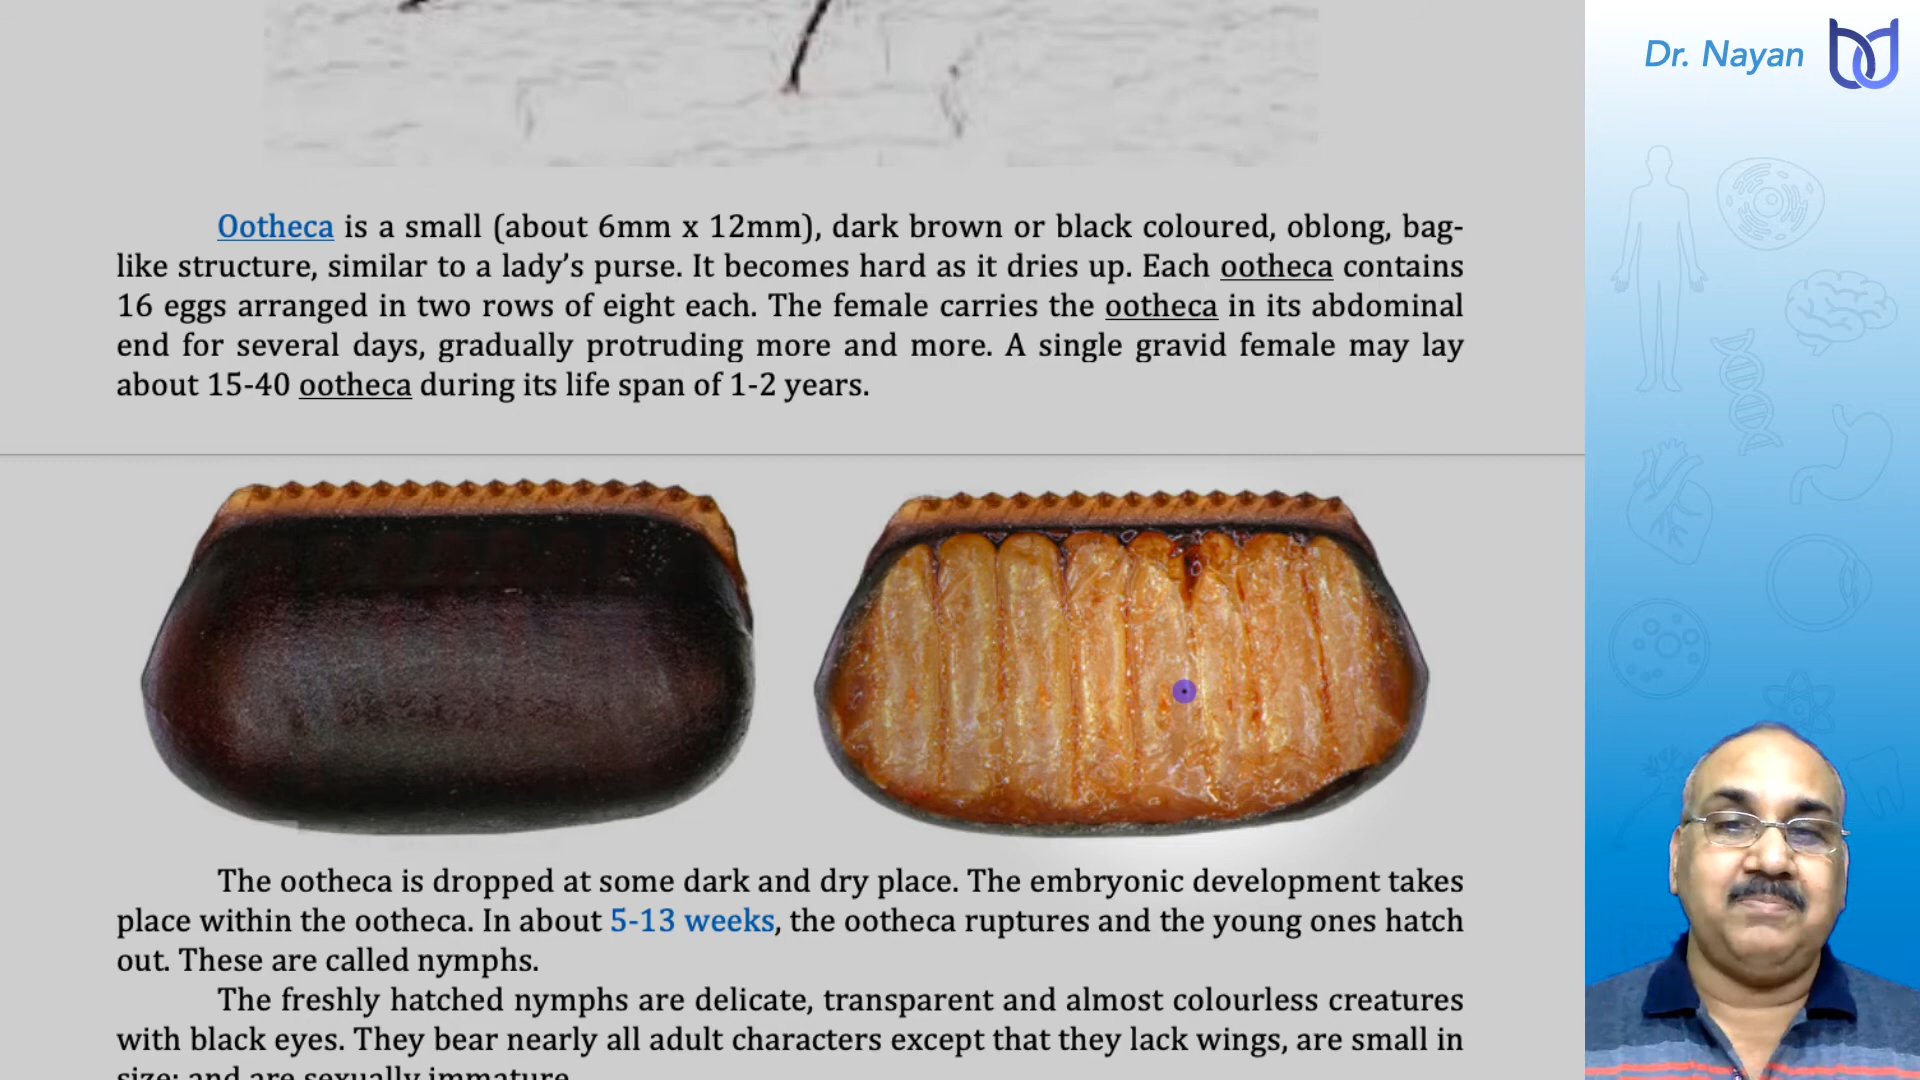 Dr. Nayan
Ootheca is a small (about 6mm x 12mm), dark brown or black coloured, oblong, bag-
like structure, similar to a lady’s purse. It becomes hard as it dries up. Each ootheca contains
16 eggs arranged in two rows of eight each. The female carries the ootheca in its abdominal
end for several days, gradually protruding more and more. A single gravid female may lay
about 15-40 ootheca during its life span of 1-2 years.
The ootheca is dropped at some dark and dry place. The embryonic development takes
place within the ootheca. In about 5-13 weeks, the ootheca ruptures and the young ones hatch
out. These are called nymphs.
The freshly hatched nymphs are delicate, transparent and almost colourless creatures
with black eyes. They bear nearly all adult characters except that they lack wings, are small in
size; and are sexually immature.